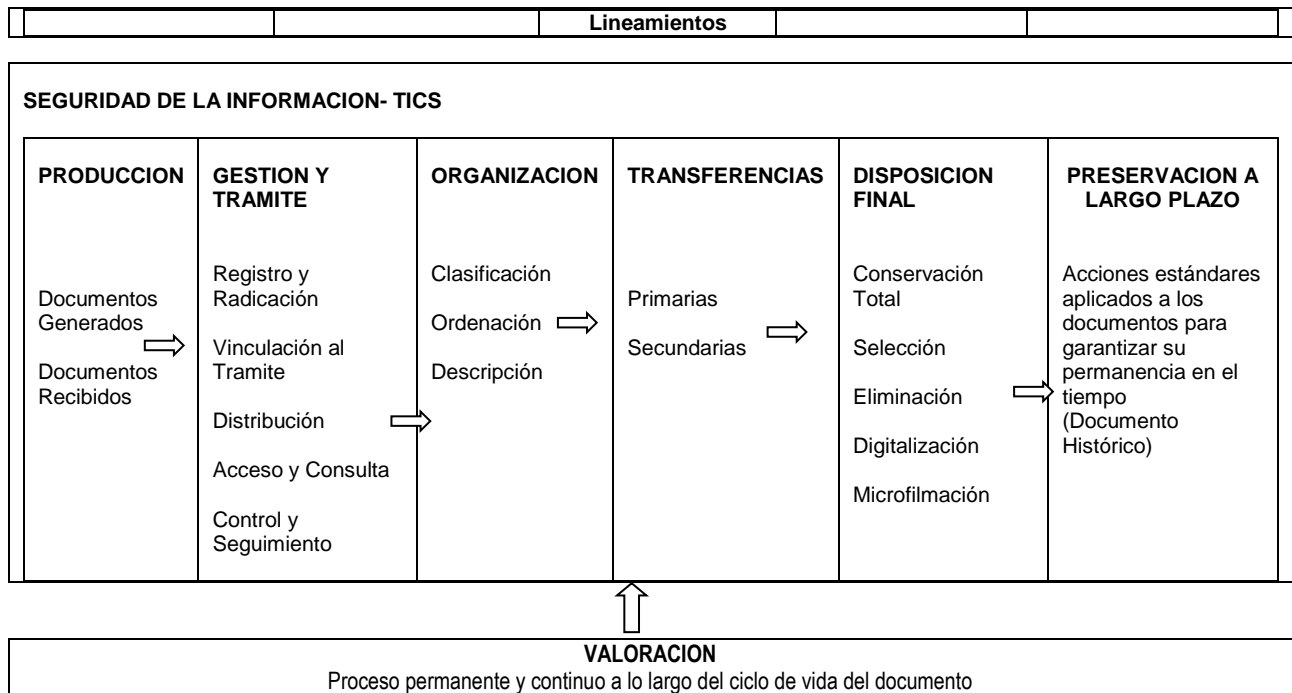 Lineamientos
SEGURIDAD DE LA INFORMACION- TICS
PRODUCCION
Documentos
Generados
Documentos
Recibidos
GESTION Y
TRAMITE
Registro y
Radicación
Vinculación al
Tramite
Distribución
Acceso y Consulta
Control y
Seguimiento
ORGANIZACION
Clasificación
Ordenación
Descripción
TRANSFERENCIAS
Primarias
Secundarias
DISPOSICION
FINAL
Conservación
Total
Selección
Eliminación
Digitalización
Microfilmación
PRESERVACION A
LARGO PLAZO
Acciones estándares
aplicados a los
documentos para
garantizar su
permanencia en el
tiempo
(Documento
Histórico)
VALORACION
Proceso permanente y continuo a lo largo del ciclo de vida del documento